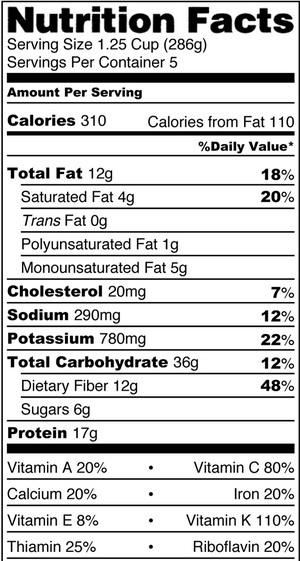 Nutrition Facts
Serving Size 1.25 Cup (286g)
Servings Per Container 5
Amount Per Serving
Calories 310 Calories from Fat 110
%Daily Value*
Total Fat 12g 18%
Saturated Fat 4g 20%
Trans Fat 0g
Polyunsaturated Fat 1g
Monounsaturated Fat 5g
Cholesterol 20mg 7%
Sodium 290mg 12%
Potassium 780mg 22%
Total Carbohydrate 36g 12%
Dietary Fiber 12g 48%
Sugars 6g
Protein 17g
Vitamin A 20% • Vitamin C 80%
Calcium 20% • Iron 20%
Vitamin E 8% • Vitamin K 110%
Thiamin 25% • Riboflavin 20%